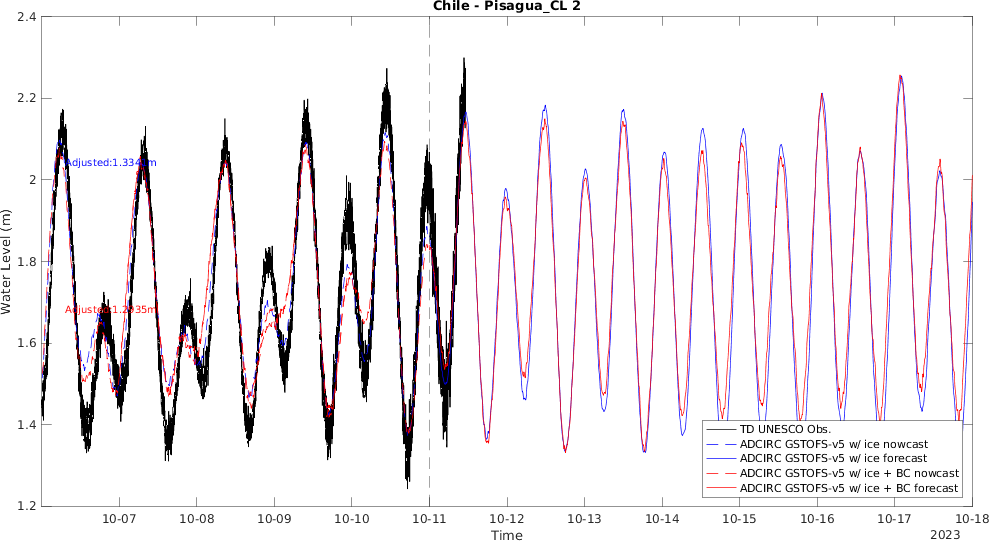 Chile - Pisagua_CL 2
2.4
2.2
2
1.8
1.6
1.4
1.2
Water Level (m)
Adjusted:1.334 m
Adjusted:1.2935m
TD UNESCO Obs.
ADCIRC GSTOFS-v5 w/ ice nowcast
ADCIRC GSTOFS-v5 w/ ice forecast
ADCIRC GSTOFS-v5 w/ ice + BC nowcast
ADCIRC GSTOFS-v5 w/ ice + BC forecast
10-07 10-08 10-09 10-10 10-11 10-12 10-13 10-14 10-15 10-16 10-17 10-18
Time
2023